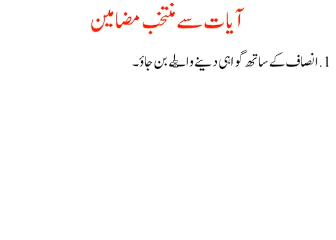 آیات سے منتخب مضامین
1. انصاف کے ساتھ گواہی دینے والے بن جاؤ۔